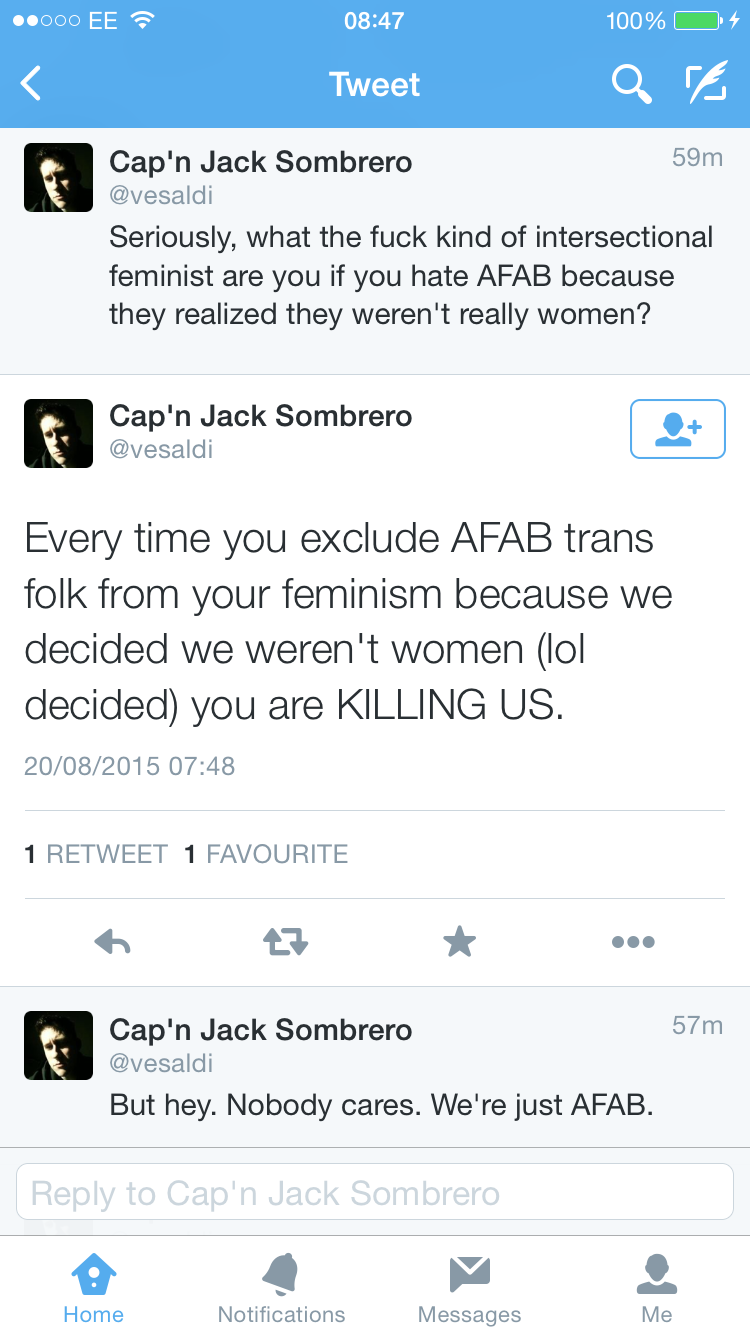 EE 08:47 100%
Tweet
Cap'n Jack Sombrero 59m
@vesaldi
Seriously, what the fuck kind of intersectional
feminist are you if you hate AFAB because
they realized they weren't really women?
Cap'n Jack Sombrero
@vesaldi
Every time you exclude AFAB trans
folk from your feminism because we
decided we weren't women (lol
decided) you are KILLING US.
20/08/2015 07:48
1 RETWEET 1 FAVOURITE
Cap'n Jack Sombrero 57m
@vesaldi
But hey. Nobody cares. We're just AFAB.
Reply to Cap'n Jack Sombrero
Home Notifications Messages Me